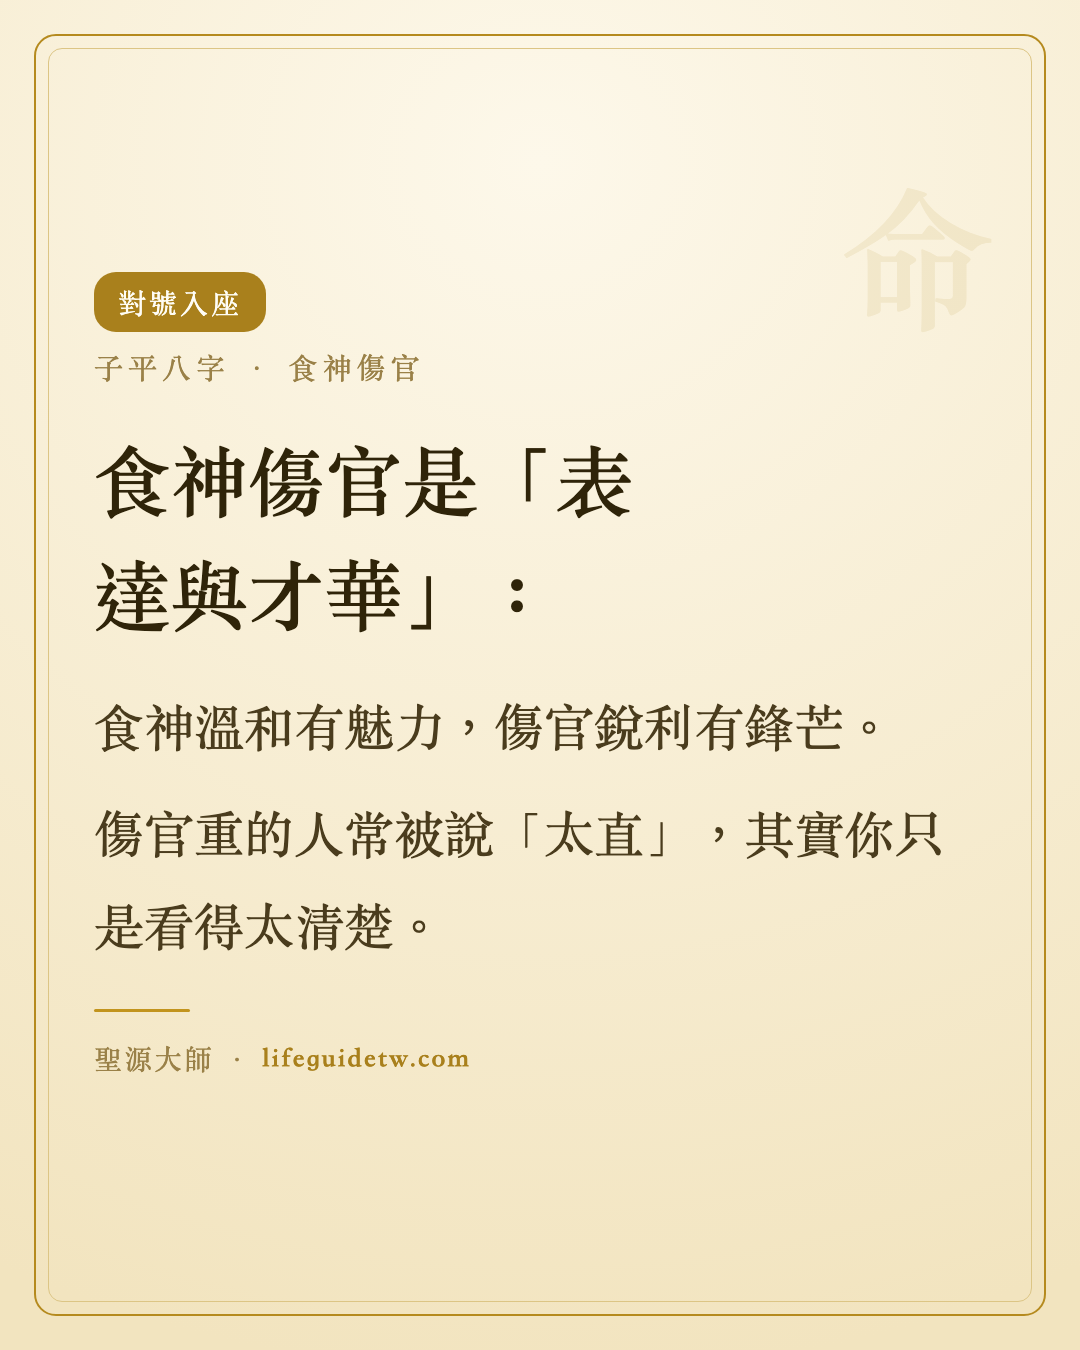 命
對號入座
子平八字 · 食神傷官
食神傷官是「表
達與才華」：
食神溫和有魅力，傷官銳利有鋒芒。
傷官重的人常被說「太直」，其實你只
是看得太清楚。
聖源大師 · lifeguidetw.com